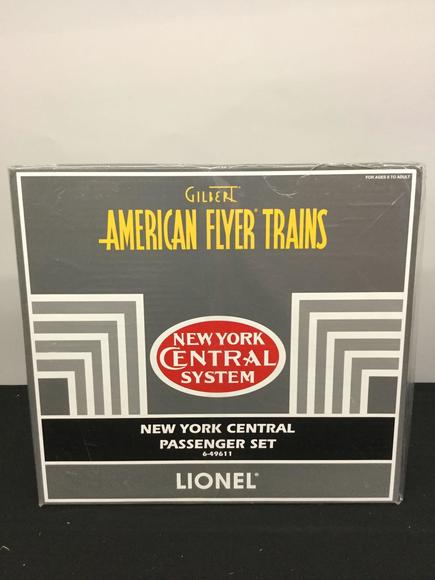 FOR AGES 8 TO ADULT
GILBERT®
AMERICAN FLYER® TRAINS
NEW YORK
CENTRAL
SYSTEM
NEW YORK CENTRAL
PASSENGER SET
6-49611
LIONEL®